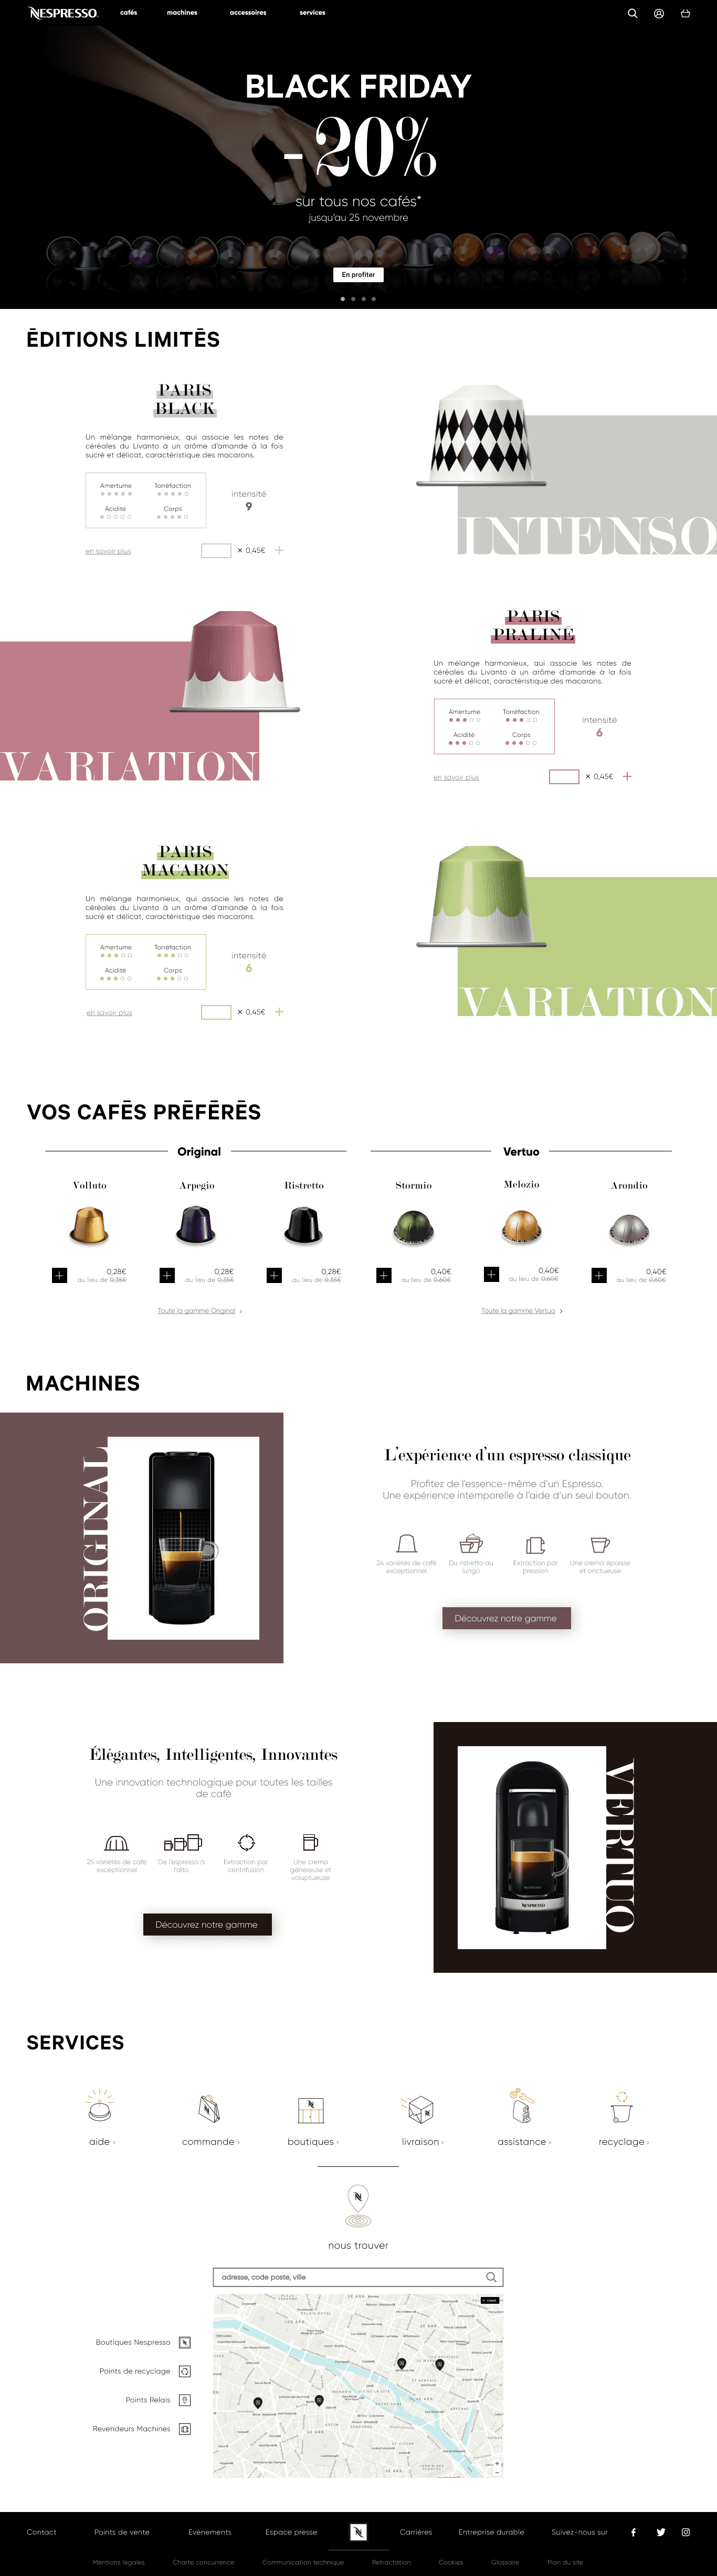 NESPRESSO.
cafés machines accessoires services
BLACK FRIDAY
- 20%
sur tous nos cafés*
jusqu'au 25 novembre
En profiter
ÉDITIONS LIMITÉS
PARIS
BLACK
Un mélange harmonieux, qui associe les notes de
céréales du Livanto à un arôme d'amande à la fois
sucré et délicat, caractéristique des macarons.
Amertume Torréfaction
Acidité Corps
intensité
9
en savoir plus
× 0,45€ +
INTENSO
PARIS
PRALINÉ
Un mélange harmonieux, qui associe les notes de
céréales du Livanto à un arôme d'amande à la fois
sucré et délicat, caractéristique des macarons.
Amertume Torréfaction
Acidité Corps
intensité
6
en savoir plus
× 0,45€ +
VARIATION
PARIS
MACARON
Un mélange harmonieux, qui associe les notes de
céréales du Livanto à un arôme d'amande à la fois
sucré et délicat, caractéristique des macarons.
Amertume Torréfaction
Acidité Corps
intensité
6
en savoir plus
× 0,45€ +
VARIATION
VOS CAFÉS PRÉFÉRÉS
Original
Volluto Arpegio Ristretto
+ 0,28€ + 0,28€ + 0,28€
au lieu de 0,35€ au lieu de 0,35€ au lieu de 0,35€
Toute la gamme Original ›
Vertuo
Stormio Melozio Arondio
+ 0,40€ + 0,40€ + 0,40€
au lieu de 0,60€ au lieu de 0,60€ au lieu de 0,60€
Toute la gamme Vertuo ›
MACHINES
ORIGINAL
L'expérience d'un espresso classique
Profitez de l'essence-même d'un Espresso.
Une expérience intemporelle à l'aide d'un seul bouton.
24 variétés de café
exceptionnel
Du ristretto au
lungo
Extraction par
pression
Une crema épaisse
et onctueuse
Découvrez notre gamme
Élégantes, Intelligentes, Innovantes
Une innovation technologique pour toutes les tailles
de café
25 variétés de café
exceptionnel
De l'espresso à
l'alto
Extraction par
centrifusion
Une crema
généreuse et
voluptueuse
Découvrez notre gamme
NESPRESSO
VERTUO
SERVICES
aide › commande › boutiques › livraison › assistance › recyclage ›
nous trouver
adresse, code poste, ville
Boutiques Nespresso
Points de recyclage
Points Relais
Revendeurs Machines
Contact Points de vente Evénements Espace presse Carrières Entreprise durable Suivez-nous sur
Mentions légales Charte concurrence Communication technique Retractation Cookies Glossaire Plan du site